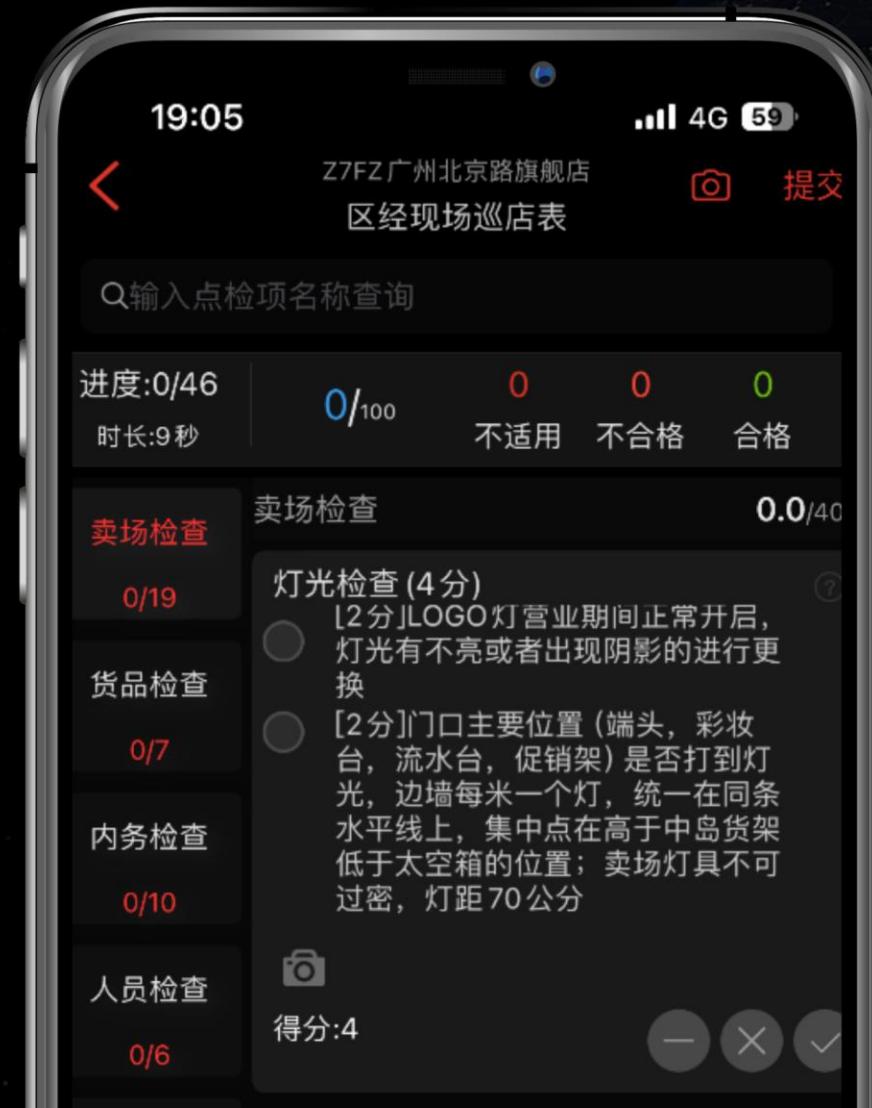 19:05
4G 59
Z7FZ广州北京路旗舰店
区经现场巡店表
提交
输入点检项名称查询
进度:0/46
时长:9秒
0/100
0
不适用
0
不合格
0
合格
卖场检查
0/19
货品检查
0/7
内务检查
0/10
人员检查
0/6
卖场检查
0.0/40
灯光检查(4分)
?
[2分]LOGO灯营业期间正常开启，
灯光有不亮或者出现阴影的进行更
换
[2分]门口主要位置（端头，彩妆
台，流水台，促销架）是否打到灯
光，边墙每米一个灯，统一在同条
水平线上，集中点在高于中岛货架
低于太空箱的位置；卖场灯具不可
过密，灯距70公分
得分:4